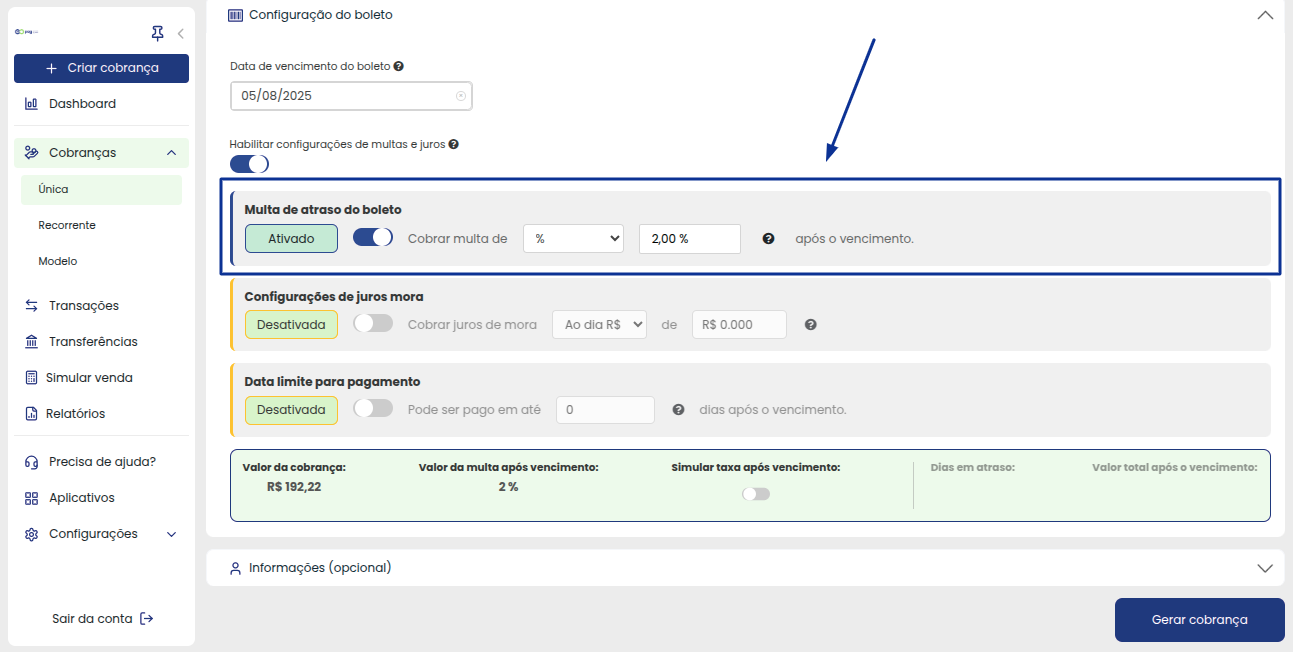 Criar cobrança
Dashboard
Cobranças
Única
Recorrente
Modelo
Transações
Transferências
Simular venda
Relatórios
Precisa de ajuda?
Aplicativos
Configurações
Sair da conta
Configuração do boleto
Data de vencimento do boleto ?
05/08/2025
Habilitar configurações de multas e juros ?
Multa de atraso do boleto
Ativado Cobrar multa de % 2,00 % ? após o vencimento.
Configurações de juros mora
Desativada Cobrar juros de mora Ao dia R$ de R$ 0.000 ?
Data limite para pagamento
Desativada Pode ser pago em até 0 ? dias após o vencimento.
Valor da cobrança: Valor da multa após vencimento: Simular taxa após vencimento: Dias em atraso: Valor total após o vencimento:
R$ 192,22 2 %
Informações (opcional)
Gerar cobrança